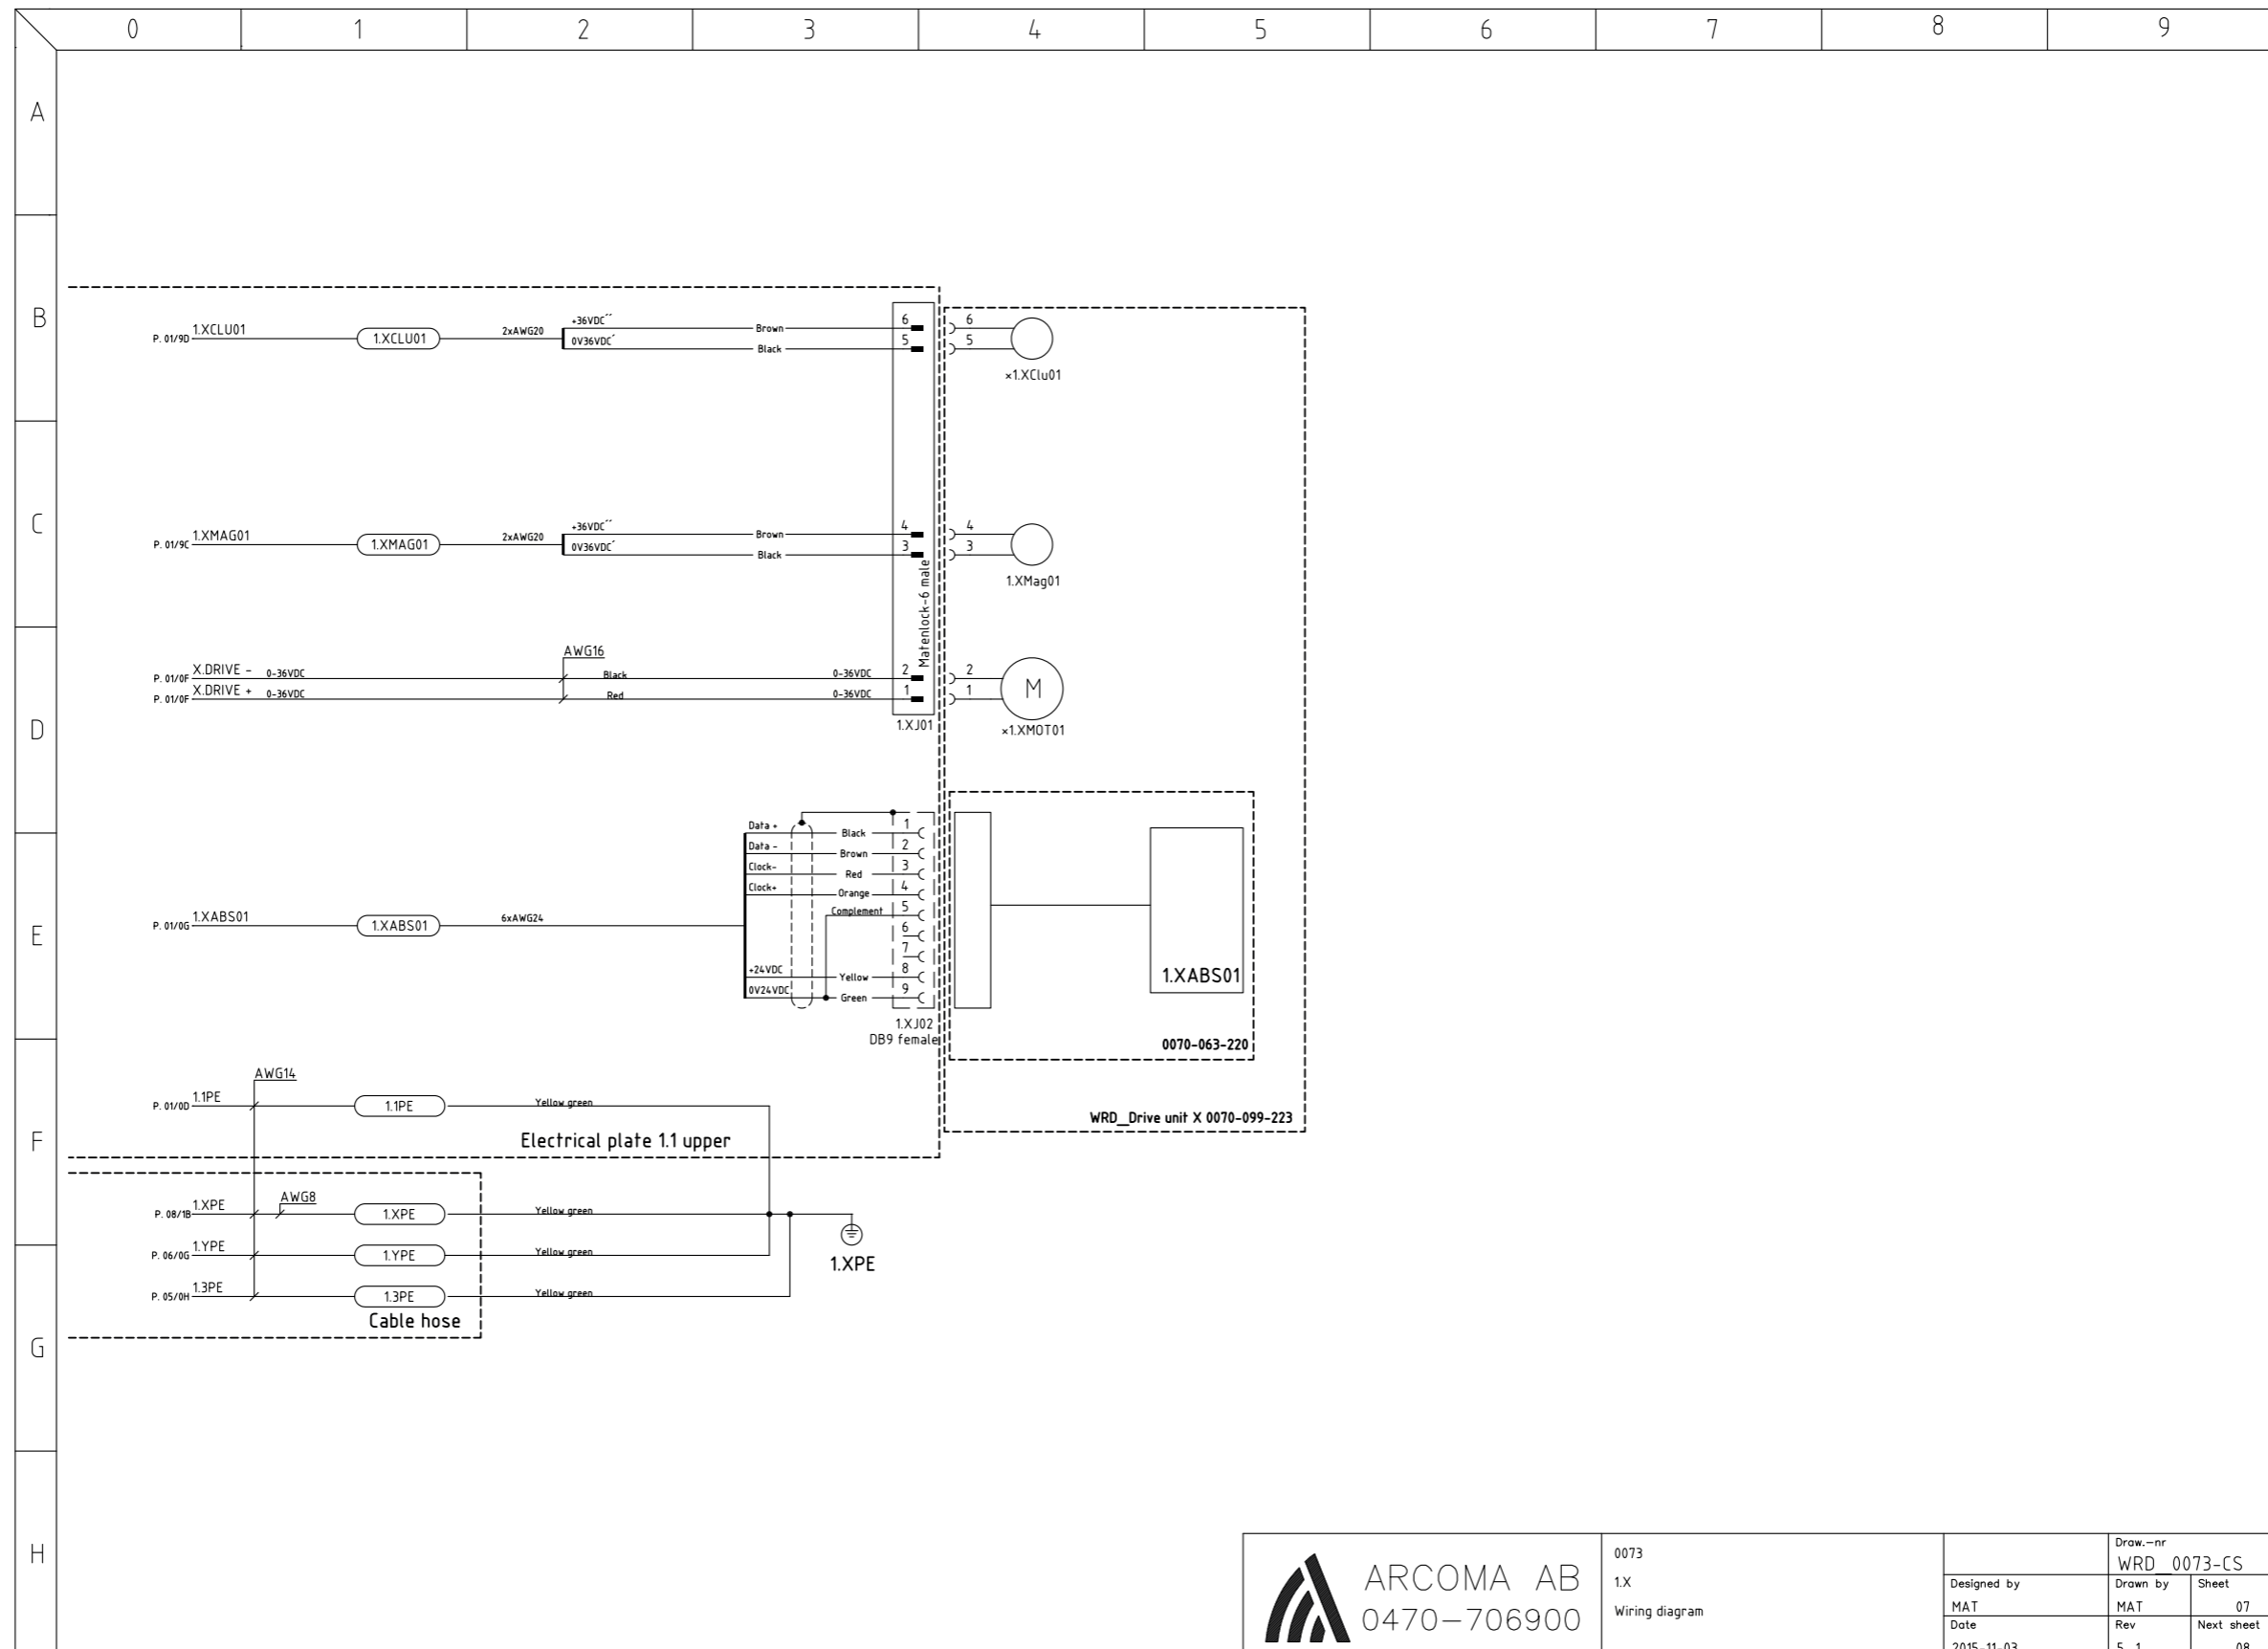 0 1 2 3 4 5 6 7 8 9
A
B
P. 01/9D 1.XCLU01 1.XCLU01 2xAWG20 +36VDC´´ Brown 6 6
0V36VDC´ Black 5 5
×1.XClu01
C
P. 01/9C 1.XMAG01 1.XMAG01 2xAWG20 +36VDC´´ Brown 4 4
0V36VDC´ Black 3 3
1.XMag01
Matenlock-6 male
AWG16
P. 01/0F X.DRIVE - 0-36VDC Black 0-36VDC 2 2
P. 01/0F X.DRIVE + 0-36VDC Red 0-36VDC 1 1
M
1.XJ01 ×1.XMOT01
D
Data + Black 1
Data - Brown 2
Clock- Red 3
Clock+ Orange 4
Complement 5
E
P. 01/0G 1.XABS01 1.XABS01 6xAWG24
6
7
+24VDC Yellow 8
0V24VDC Green 9
1.XABS01
1.XJ02
DB9 female
0070-063-220
AWG14
P. 01/0D 1.1PE 1.1PE Yellow green
WRD_Drive unit X 0070-099-223
F
Electrical plate 1.1 upper
AWG8
P. 08/1B 1.XPE 1.XPE Yellow green
P. 06/0G 1.YPE 1.YPE Yellow green
1.XPE
P. 05/0H 1.3PE 1.3PE Yellow green
Cable hose
G
H
ARCOMA AB
0470-706900
0073
1.X
Wiring diagram
Draw.-nr
WRD_0073-CS
Designed by Drawn by Sheet
MAT MAT 07
Date Rev Next sheet
2015-11-03 5.1 08